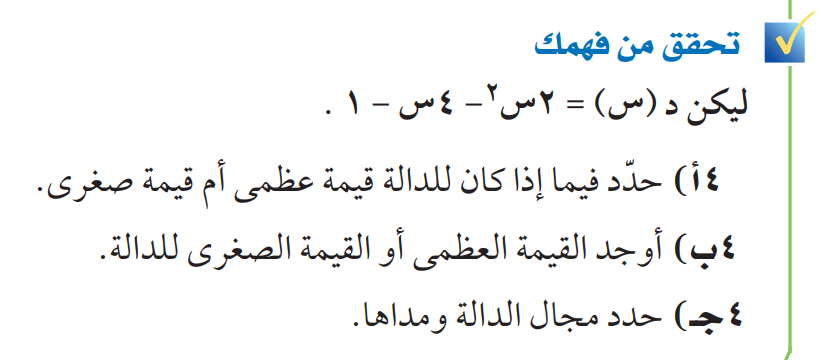 تحقق من فهمك
ليكن د (س) = ٢س٢ – ٤س – ١ .
٤أ) حدّد فيما إذا كان للدالة قيمة عظمى أم قيمة صغرى.
٤ب) أوجد القيمة العظمى أو القيمة الصغرى للدالة.
٤جـ) حدد مجال الدالة ومداها.